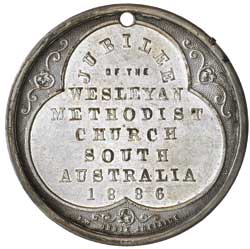 JUBILEE
OF THE
WESLEYAN
METHODIST
CHURCH
SOUTH
AUSTRALIA
1886